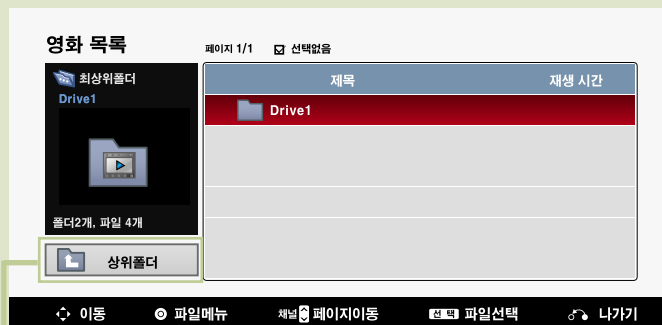 영화 목록
페이지 1/1 선택없음
최상위폴더
Drive1
폴더2개, 파일 4개
상위폴더
제목 재생 시간
Drive1
이동 파일메뉴 채널 페이지이동 선택 파일선택 나가기